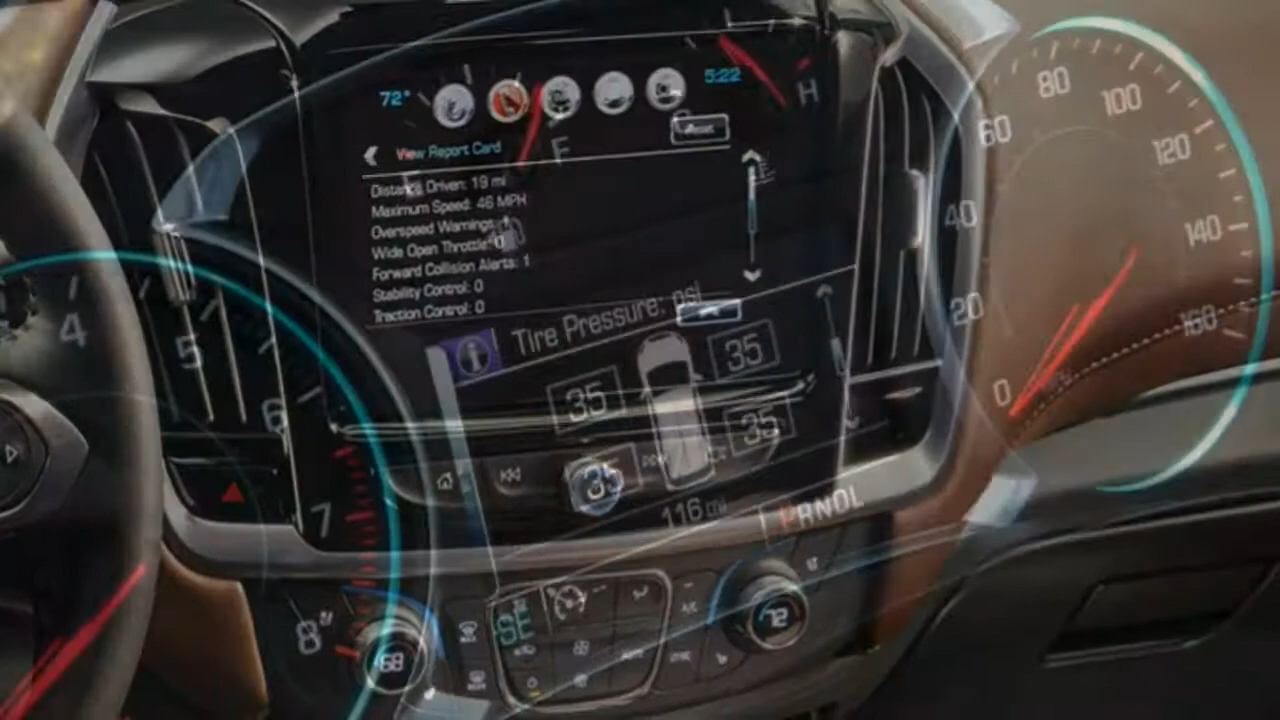 72° 5:22
View Report Card
Distance Driven: 19 mi
Maximum Speed: 46 MPH
Overspeed Warnings: 1
Wide Open Throttle: 0
Forward Collision Alerts: 1
Stability Control: 0
Traction Control: 0
H
F
E
Tire Pressure: psi
35 35
35 35
35
116 mi
PRNDL
4
5
6
7
8
0
20
40
60
80
100
120
140
160
68 72